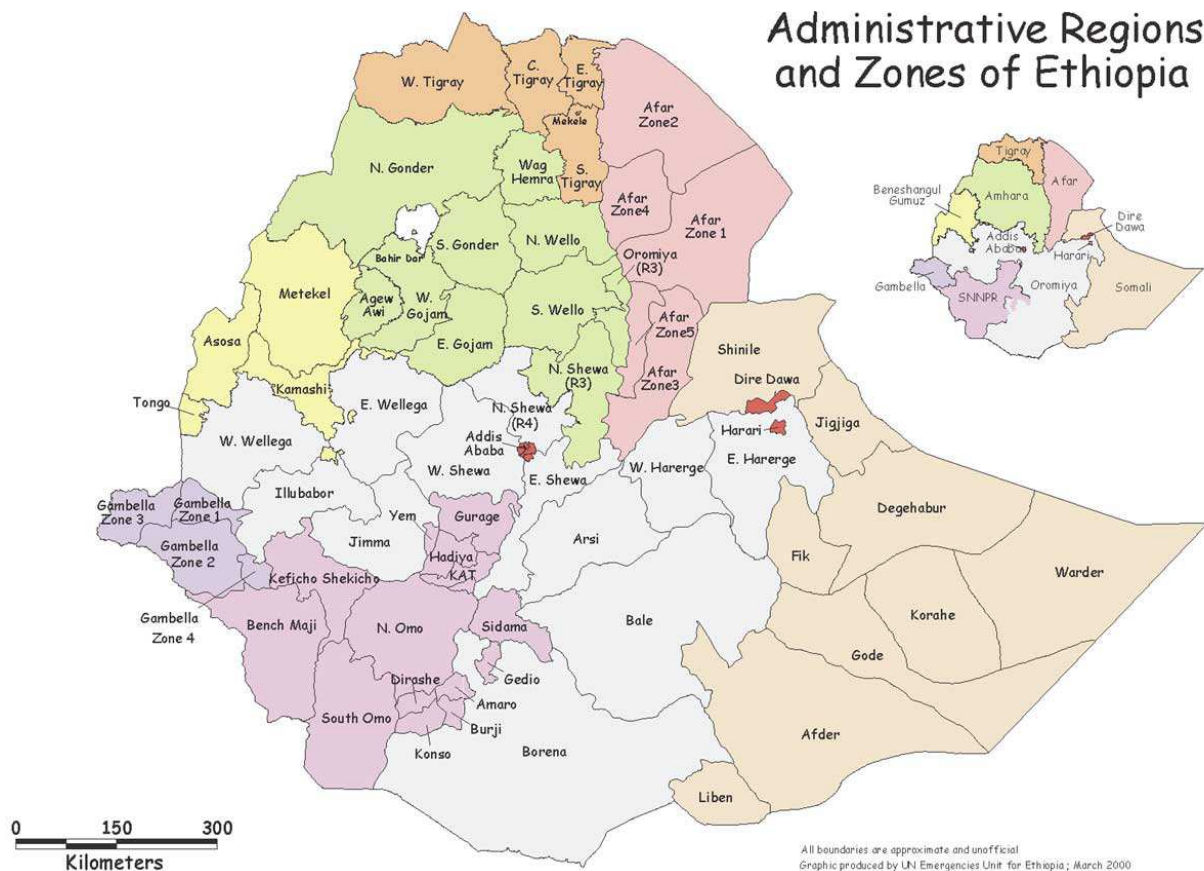 Administrative Regions
and Zones of Ethiopia
W. Tigray
C.
Tigray
E.
Tigray
Mekele
S.
Tigray
Afar
Zone2
N. Gonder
Wag
Hemra
Afar
Zone4
Afar
Zone 1
S. Gonder
N. Wello
Bahir Dar
Oromiya
(R3)
Metekel
Agew
Awi
W.
Gojam
S. Wello
E. Gojam
Afar
Zone5
Asosa
N. Shewa
(R3)
Afar
Zone3
Shinile
Kamashi
Tonga
E. Wellega
N. Shewa
(R4)
Dire Dawa
Addis
Ababa
Harari
Jigjiga
W. Wellega
W. Shewa
E. Shewa
W. Harerge
E. Harerge
Illubabor
Gambella
Zone 3
Gambella
Zone 1
Yem
Gurage
Degehabur
Gambella
Zone 2
Jimma
Arsi
Hadiya
KAT
Fik
Keficho Shekicho
Warder
Gambella
Zone 4
Bench Maji
N. Omo
Sidama
Bale
Korahe
Gode
Gedio
Dirashe
Amaro
South Omo
Burji
Konso
Borena
Afder
Liben
Tigray
Beneshangul
Gumuz
Amhara
Afar
Dire
Dawa
Addis
Ababa
Harari
Gambella
SNNPR
Oromiya
Somali
0 150 300
Kilometers
All boundaries are approximate and unofficial
Graphic produced by UN Emergencies Unit for Ethiopia; March 2000